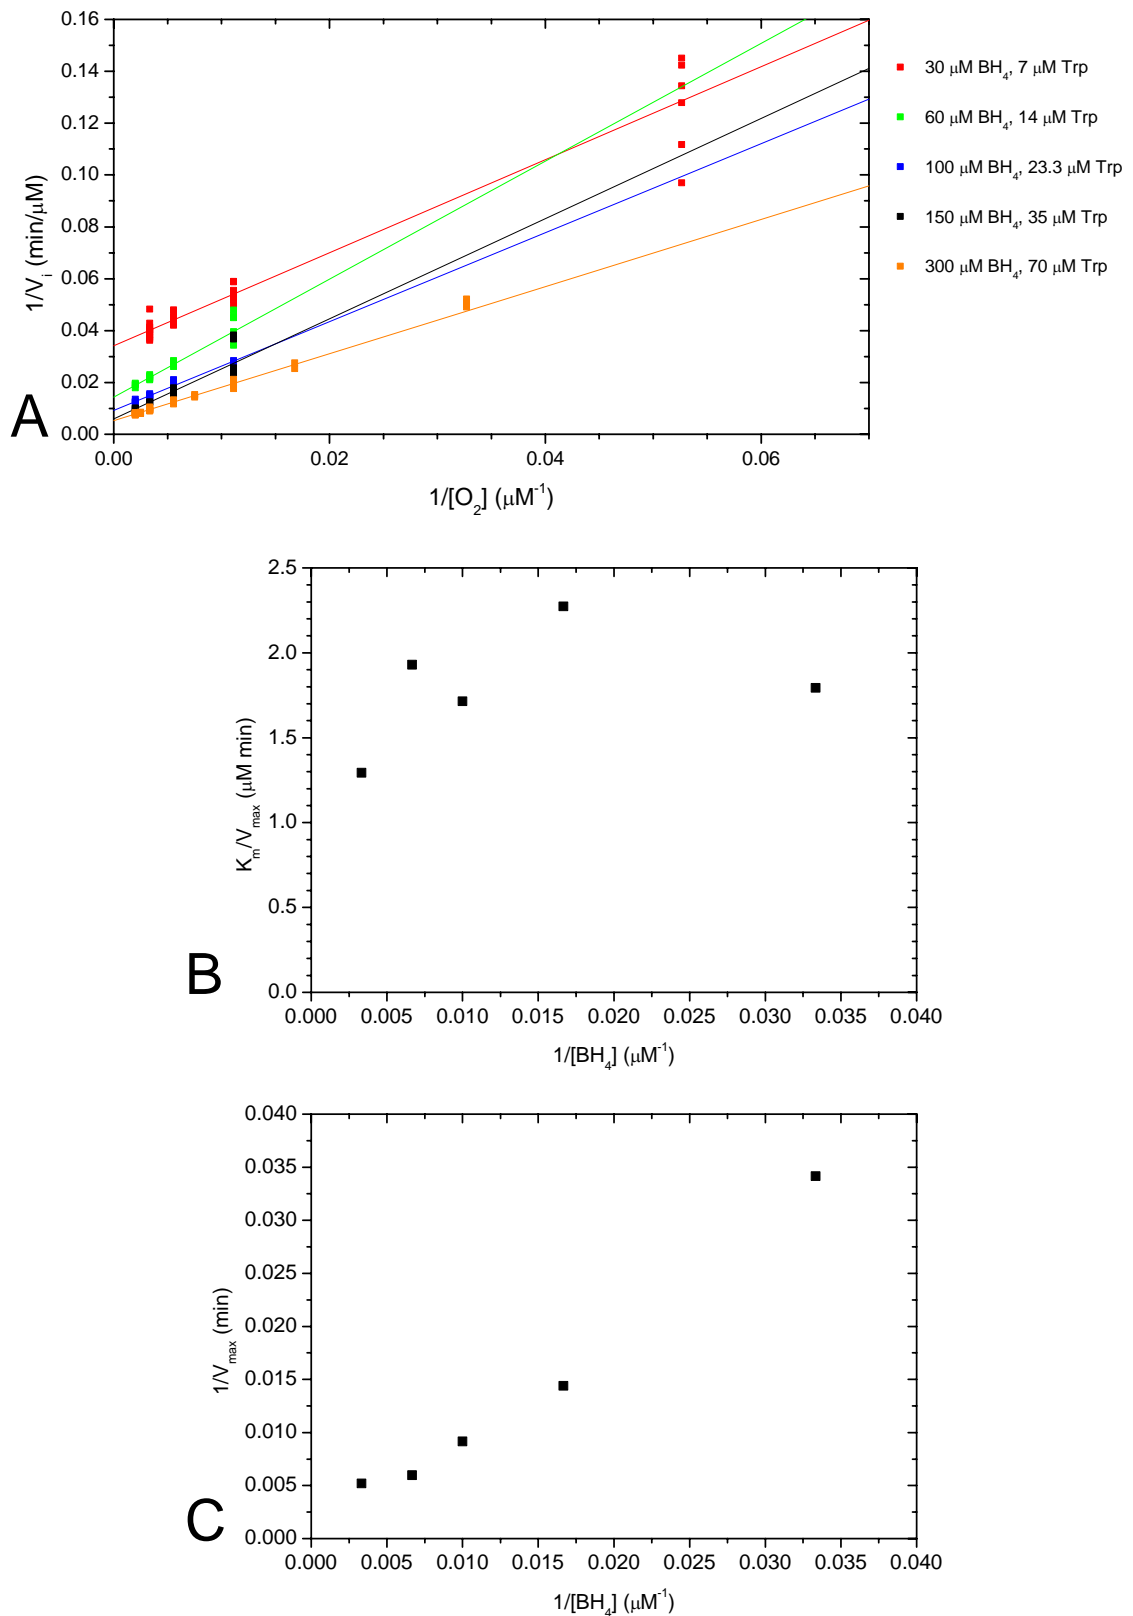 0.16
0.14
0.12
0.10
0.08
0.06
0.04
0.02
0.00
1/V_i (min/μM)
0.00 0.02 0.04 0.06
1/[O_2] (μM^-1)
A
30 μM BH_4, 7 μM Trp
60 μM BH_4, 14 μM Trp
100 μM BH_4, 23.3 μM Trp
150 μM BH_4, 35 μM Trp
300 μM BH_4, 70 μM Trp
2.5
2.0
1.5
1.0
0.5
0.0
K_m/V_max (μM min)
0.000 0.005 0.010 0.015 0.020 0.025 0.030 0.035 0.040
1/[BH_4] (μM^-1)
B
0.040
0.035
0.030
0.025
0.020
0.015
0.010
0.005
0.000
1/V_max (min)
0.000 0.005 0.010 0.015 0.020 0.025 0.030 0.035 0.040
1/[BH_4] (μM^-1)
C